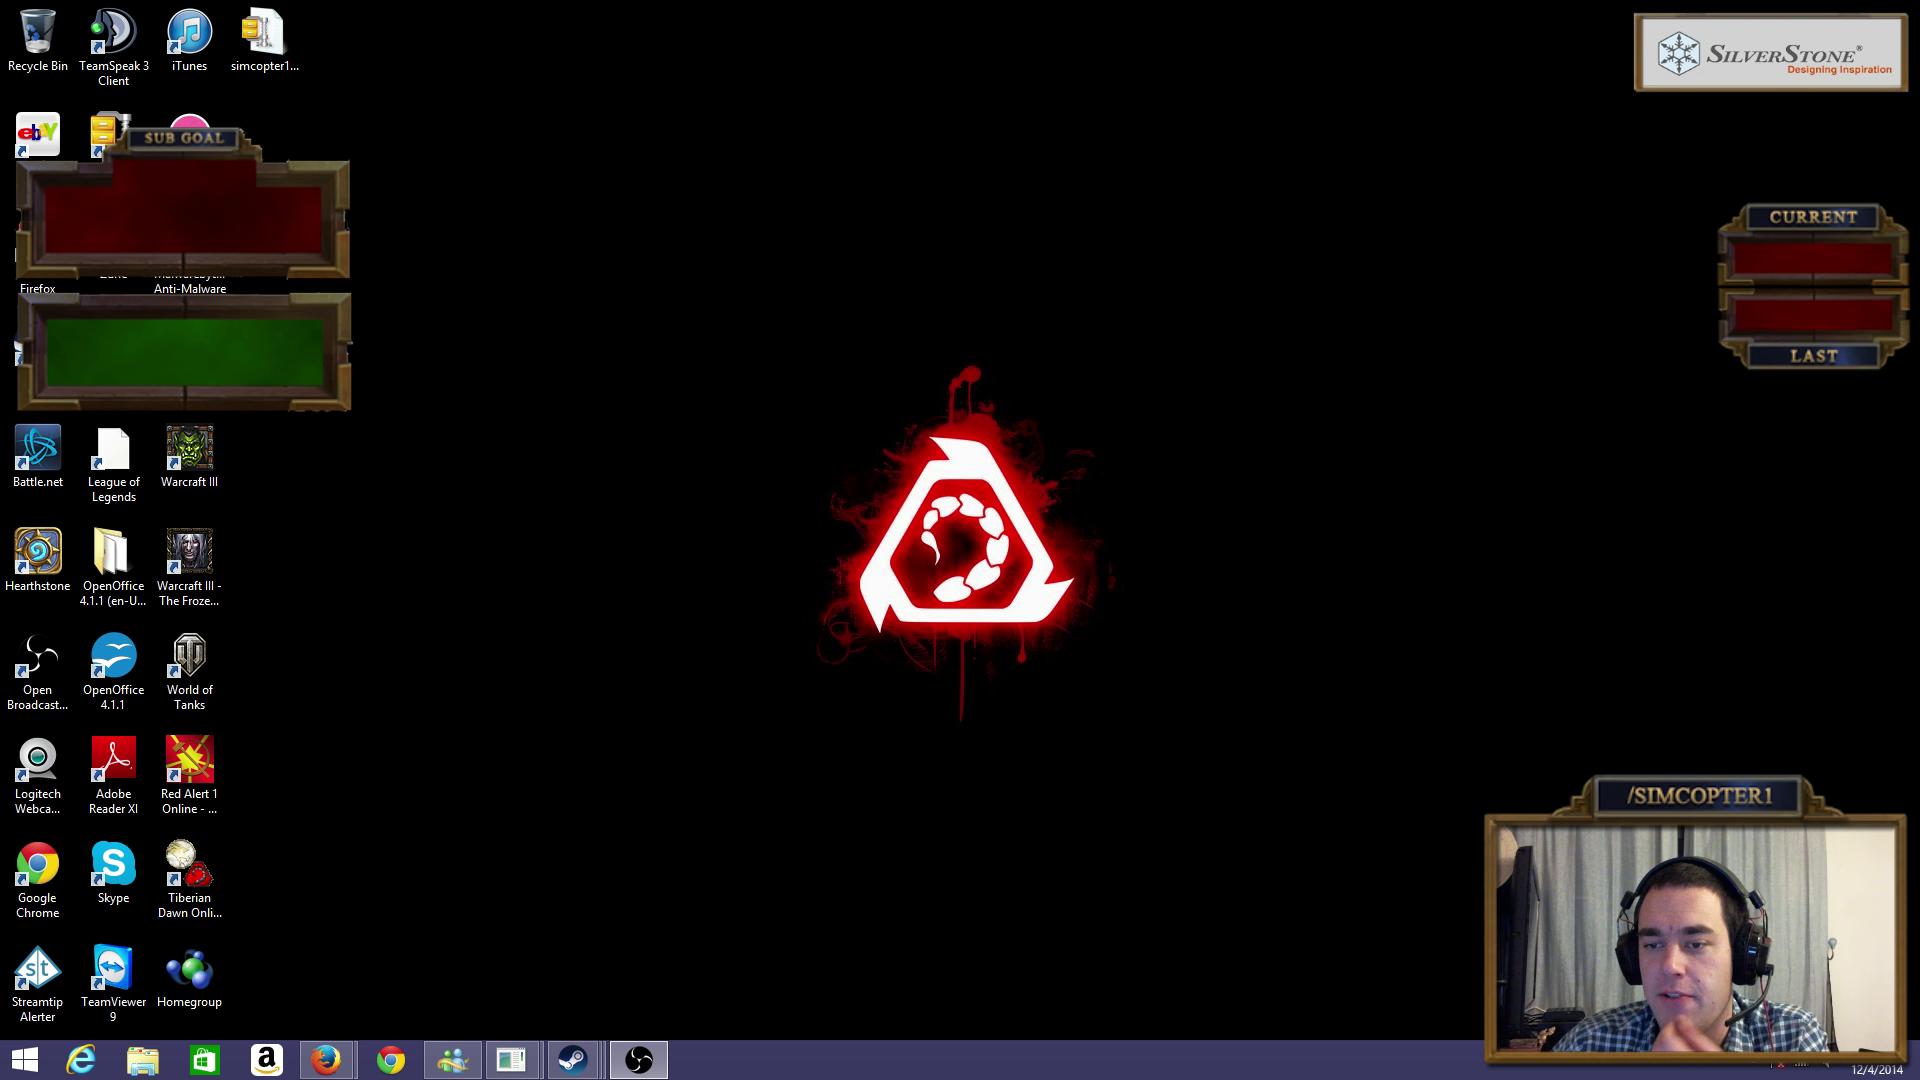 Recycle Bin
TeamSpeak 3
Client
iTunes
simcopter1...
SILVERSTONE®
Designing Inspiration
ebY
SUB GOAL
CURRENT
LAST
Firefox
Anti-Malware
Battle.net
League of
Legends
Warcraft III
Hearthstone
OpenOffice
4.1.1 (en-U...
Warcraft III -
The Froze...
Open
Broadcast...
OpenOffice
4.1.1
World of
Tanks
Logitech
Webca...
Adobe
Reader XI
Red Alert 1
Online - ...
/SIMCOPTER1
Google
Chrome
Skype
Tiberian
Dawn Onli...
st
Streamtip
Alerter
TeamViewer
9
Homegroup
12/4/2014